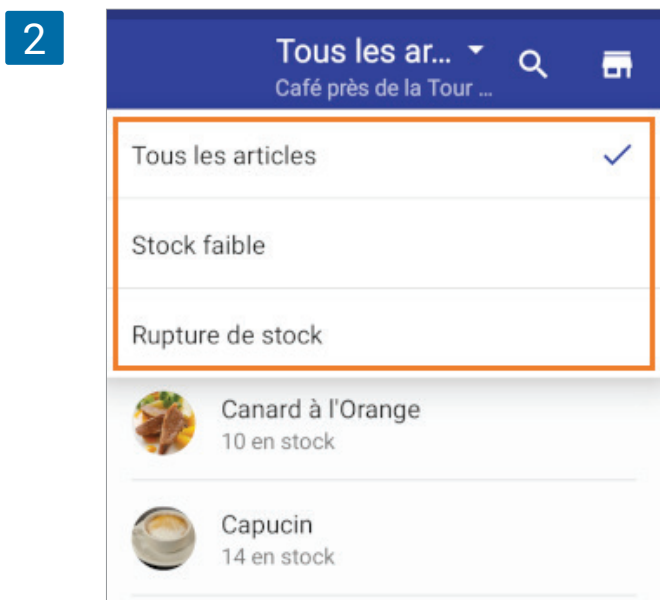 2
Tous les ar...
Café près de la Tour ...
Tous les articles
Stock faible
Rupture de stock
Canard à l'Orange
10 en stock
Capucin
14 en stock